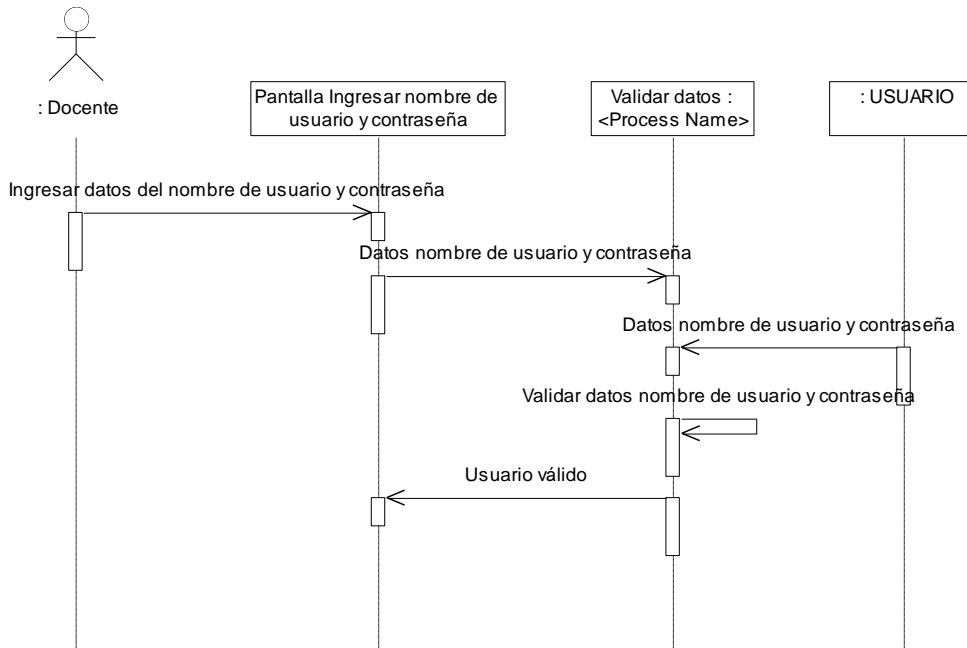 : Docente
Pantalla Ingresar nombre de
usuario y contraseña
Validar datos :
<Process Name>
: USUARIO
Ingresar datos del nombre de usuario y contraseña
Datos nombre de usuario y contraseña
Datos nombre de usuario y contraseña
Validar datos nombre de usuario y contraseña
Usuario válido